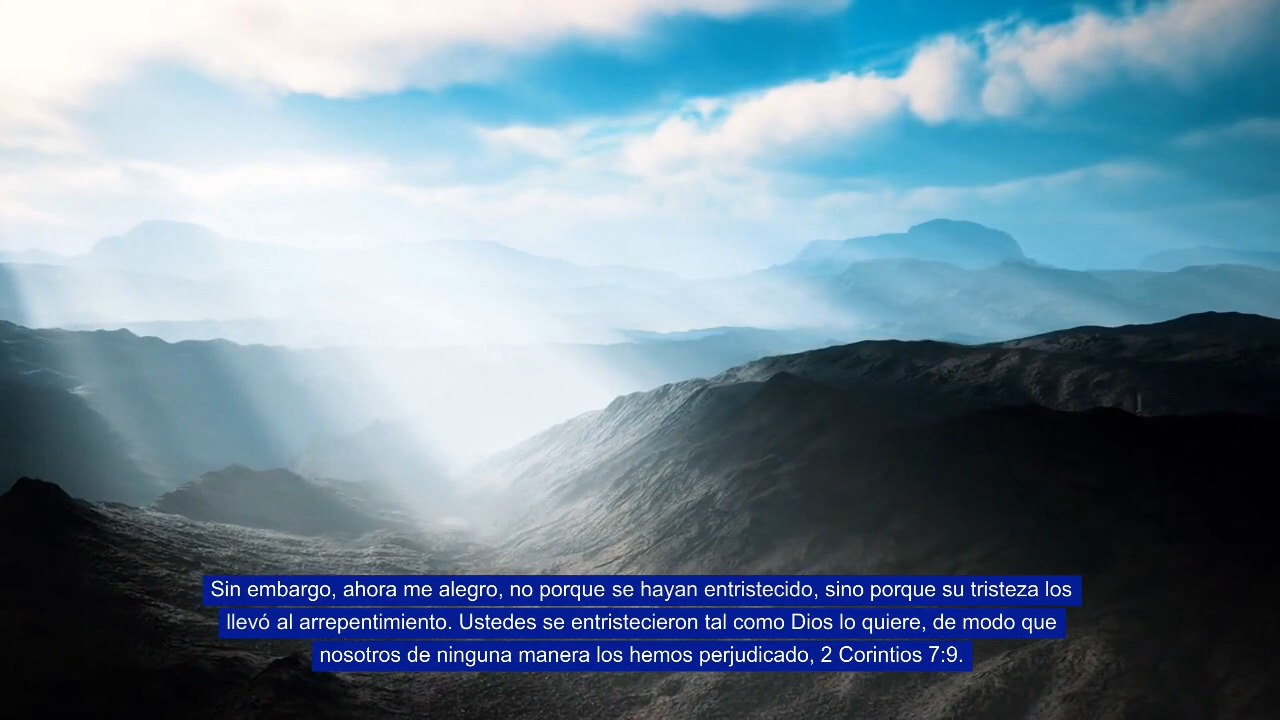 Sin embargo, ahora me alegro, no porque se hayan entristecido, sino porque su tristeza los
llevó al arrepentimiento. Ustedes se entristecieron tal como Dios lo quiere, de modo que
nosotros de ninguna manera los hemos perjudicado, 2 Corintios 7:9.